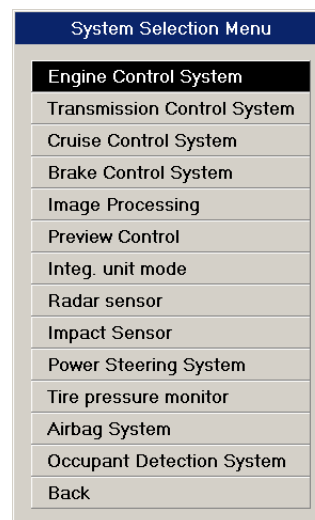 System Selection Menu
Engine Control System
Transmission Control System
Cruise Control System
Brake Control System
Image Processing
Preview Control
Integ. unit mode
Radar sensor
Impact Sensor
Power Steering System
Tire pressure monitor
Airbag System
Occupant Detection System
Back